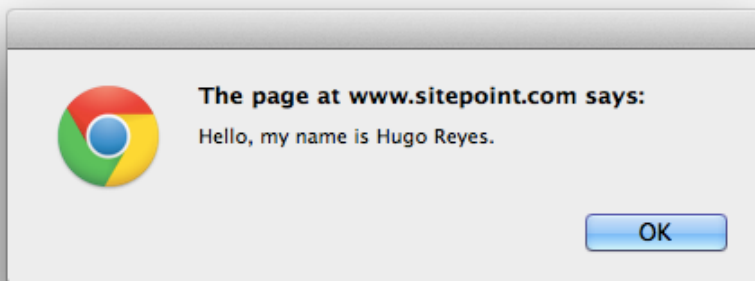 The page at www.sitepoint.com says:
Hello, my name is Hugo Reyes.
OK